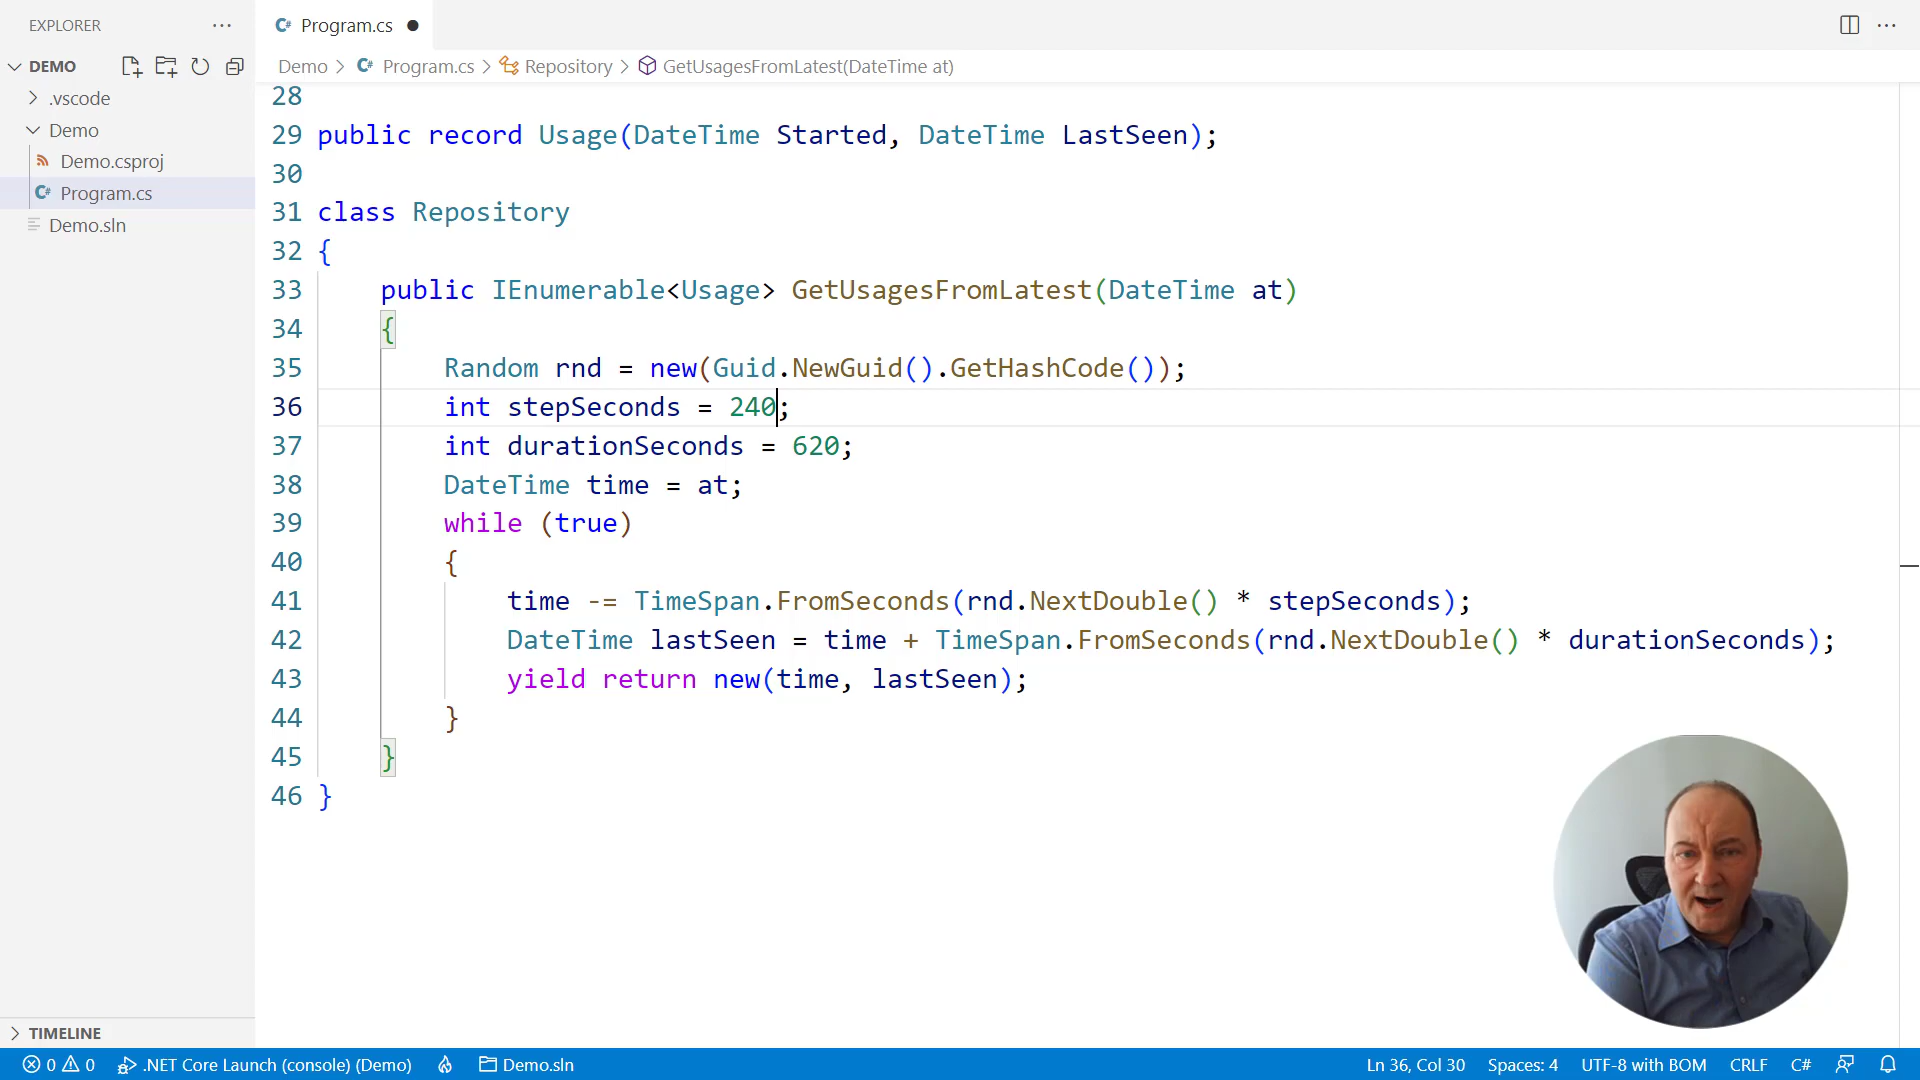 EXPLORER
Program.cs
DEMO
Demo > Program.cs > Repository > GetUsagesFromLatest(DateTime at)
.vscode
Demo
Demo.csproj
Program.cs
Demo.sln
28
29 public record Usage(DateTime Started, DateTime LastSeen);
30
31 class Repository
32 {
33 public IEnumerable<Usage> GetUsagesFromLatest(DateTime at)
34 {
35 Random rnd = new(Guid.NewGuid().GetHashCode());
36 int stepSeconds = 240;
37 int durationSeconds = 620;
38 DateTime time = at;
39 while (true)
40 {
41 time -= TimeSpan.FromSeconds(rnd.NextDouble() * stepSeconds);
42 DateTime lastSeen = time + TimeSpan.FromSeconds(rnd.NextDouble() * durationSeconds);
43 yield return new(time, lastSeen);
44 }
45 }
46 }
TIMELINE
0 0 .NET Core Launch (console) (Demo) Demo.sln Ln 36, Col 30 Spaces: 4 UTF-8 with BOM CRLF C#